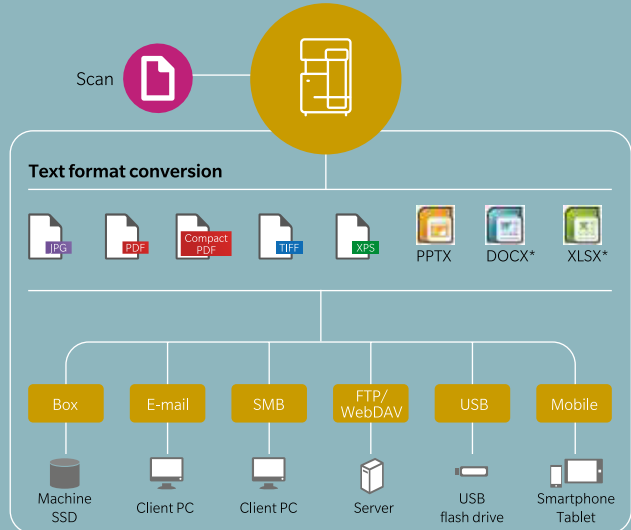 Scan
Text format conversion
JPG
PDF
Compact
PDF
TIFF
XPS
PPTX
DOCX*
XLSX*
Box
E-mail
SMB
FTP/
WebDAV
USB
Mobile
Machine
SSD
Client PC
Client PC
Server
USB
flash drive
Smartphone
Tablet